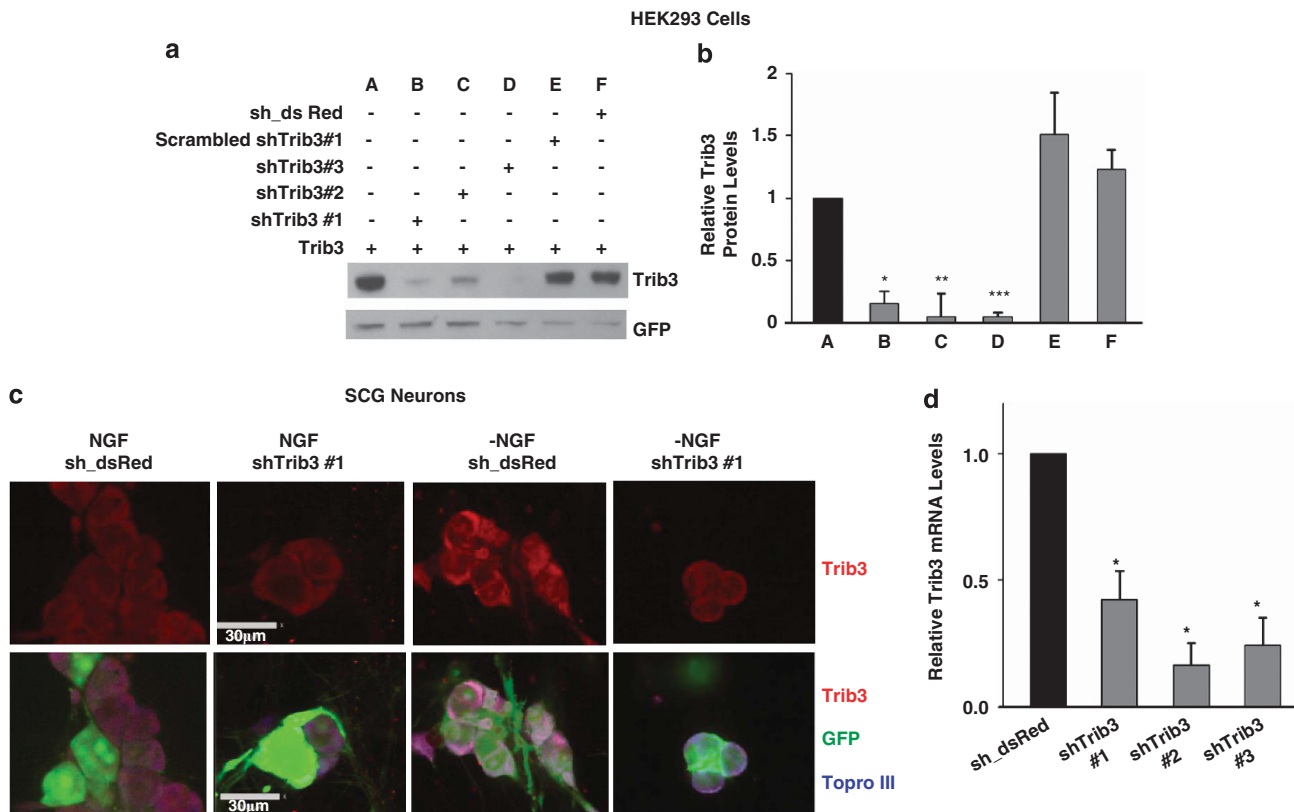 HEK293 Cells
a
A B C D E F
sh_ds Red - - - - - +
Scrambled shTrib3#1 - - - - + -
shTrib3#3 - - - + - -
shTrib3#2 - - + - - -
shTrib3 #1 - + - - - -
Trib3 + + + + + +
Trib3
GFP
b
Relative Trib3
Protein Levels
2
1.5
1
0.5
0
* ** ***
A B C D E F
c
SCG Neurons
NGF
sh_dsRed
NGF
shTrib3 #1
-NGF
sh_dsRed
-NGF
shTrib3 #1
30µm
Trib3
30µm
Trib3
GFP
Topro III
d
Relative Trib3 mRNA Levels
1.0
0.5
0.0
* * *
sh_dsRed
shTrib3
#1
shTrib3
#2
shTrib3
#3